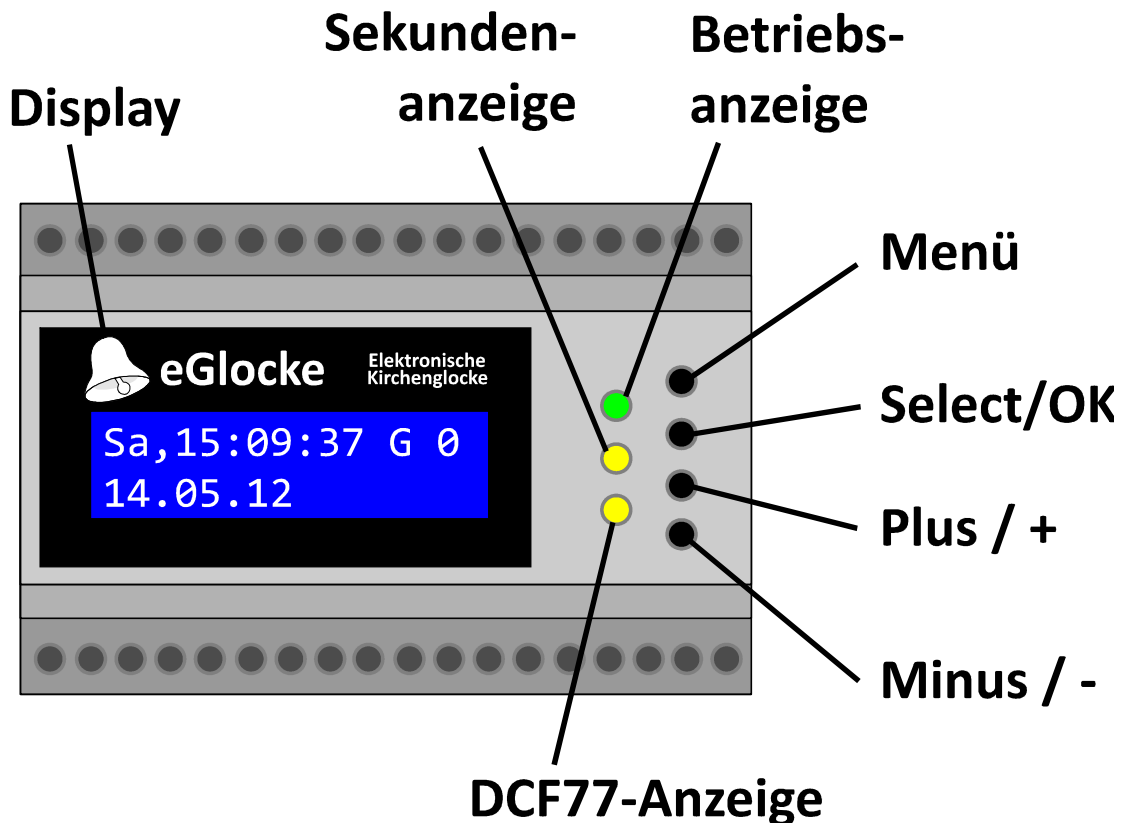 Sekunden-
anzeige
Betriebs-
anzeige
Display
Menü
eGlocke
Elektronische
Kirchenglocke
Select/OK
Sa,15:09:37 G 0
14.05.12
Plus / +
Minus / -
DCF77-Anzeige